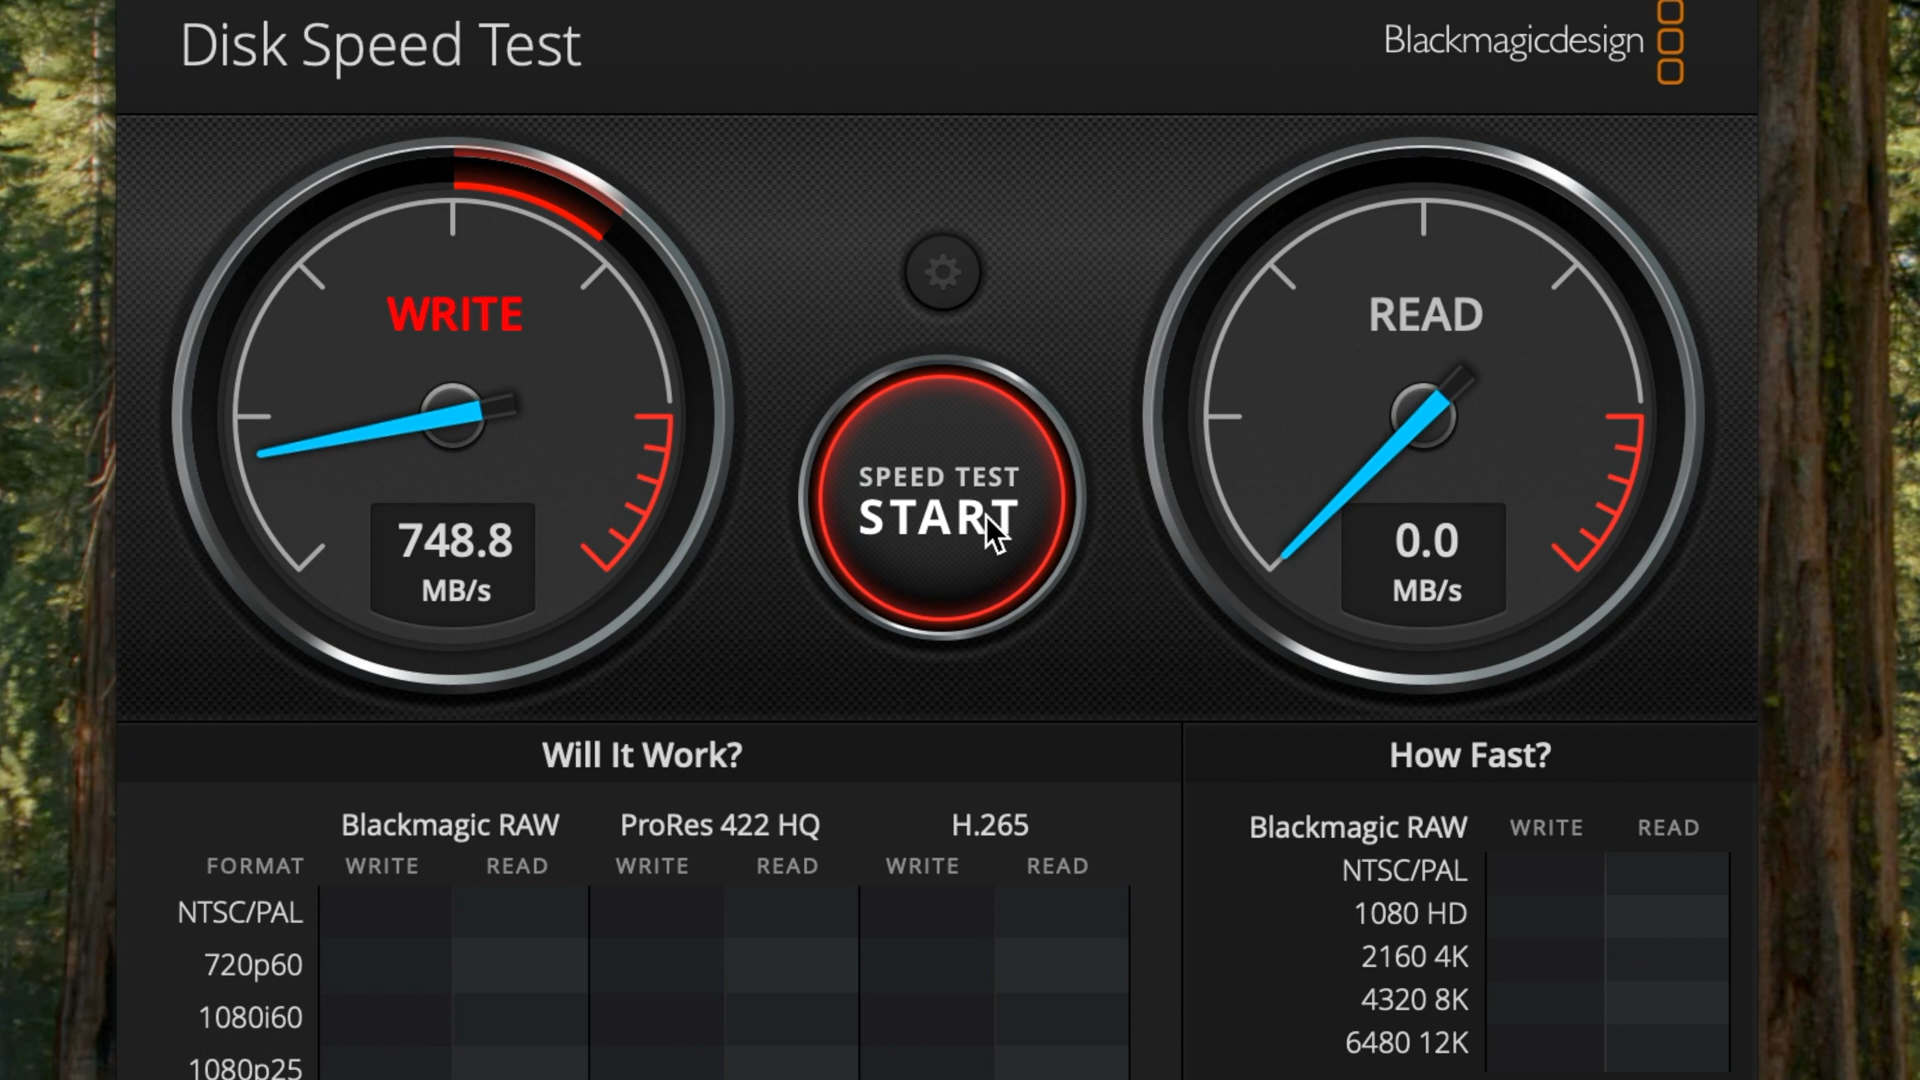 Disk Speed Test
Blackmagicdesign
WRITE
748.8
MB/s
SPEED TEST
START
READ
0.0
MB/s
Will It Work?
Blackmagic RAW ProRes 422 HQ H.265
FORMAT WRITE READ WRITE READ WRITE READ
NTSC/PAL
720p60
1080i60
1080p25
How Fast?
Blackmagic RAW WRITE READ
NTSC/PAL
1080 HD
2160 4K
4320 8K
6480 12K